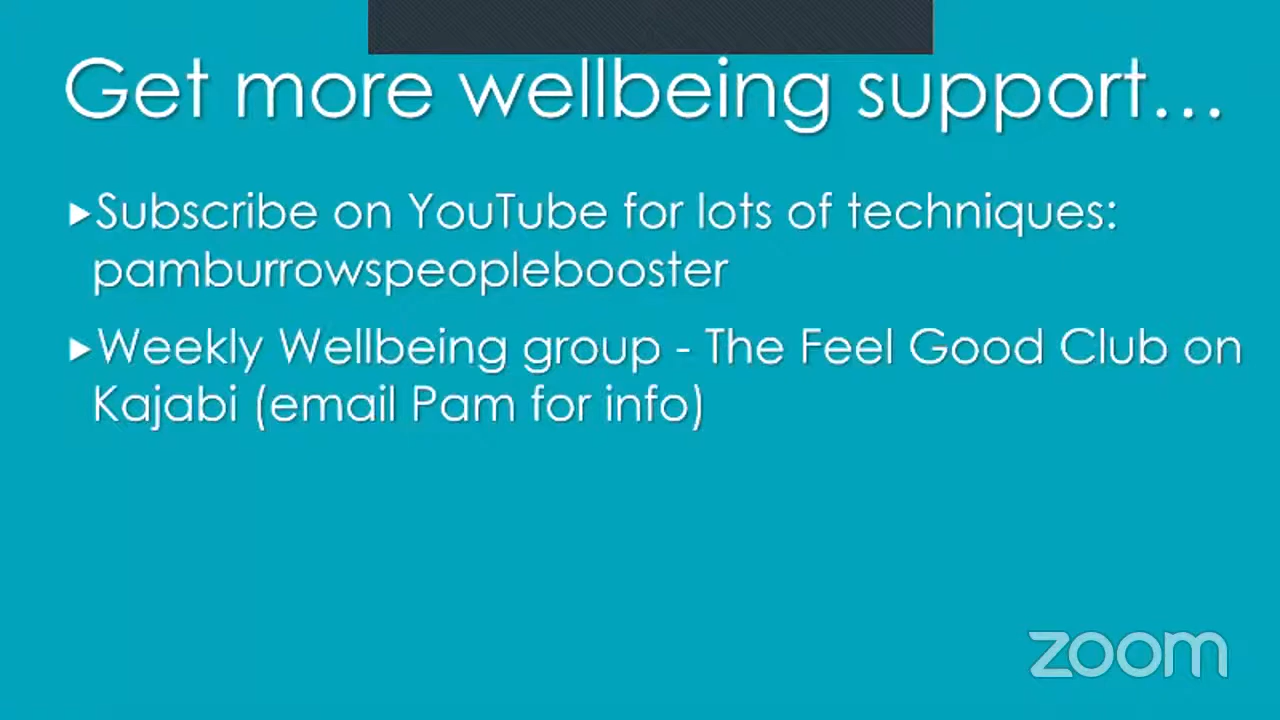 Get more wellbeing support...
▶Subscribe on YouTube for lots of techniques:
pamburrowspeoplebooster
▶Weekly Wellbeing group - The Feel Good Club on
Kajabi (email Pam for info)
zoom